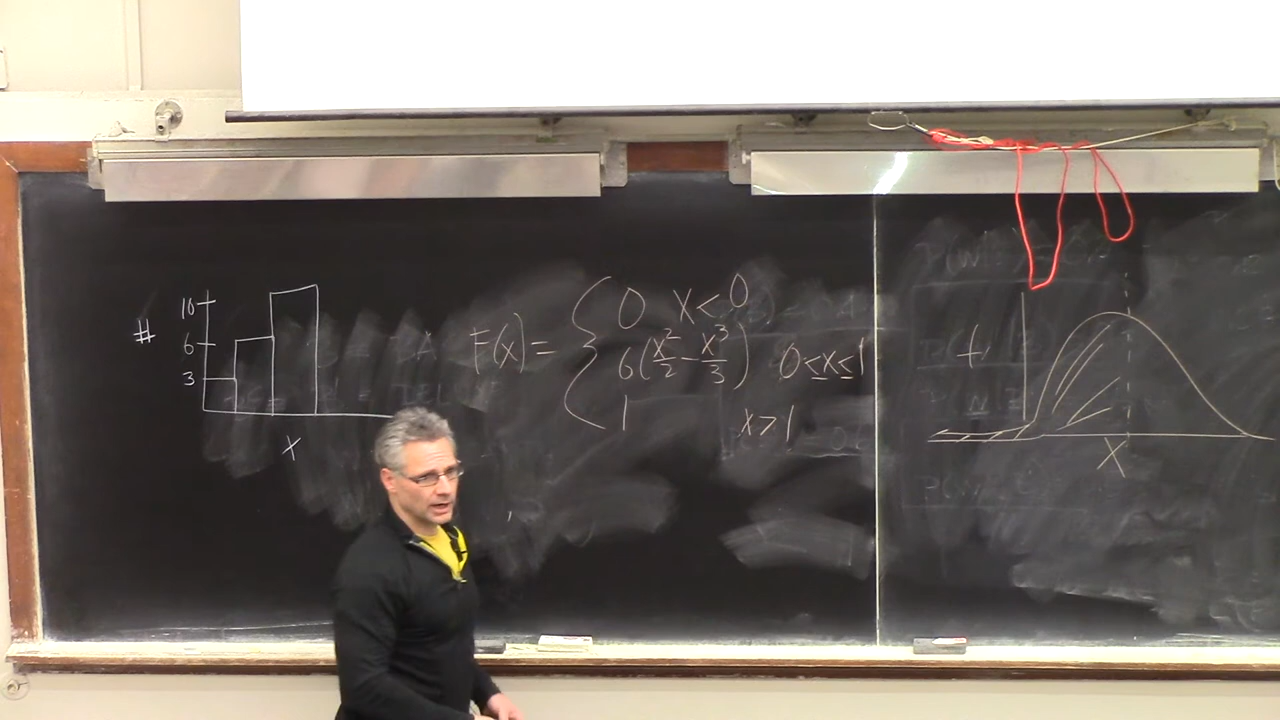 10
# 6
3
X
F(x) = { 0 x < 0
6(x²/2 - x³/3) 0 ≤ x ≤ 1
1 x > 1
f
X